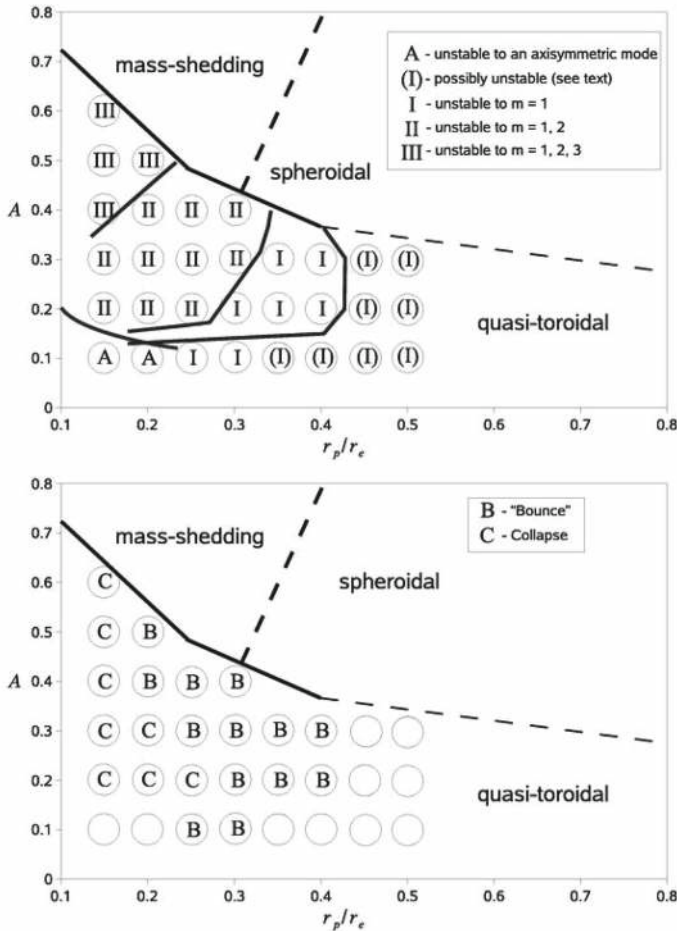 0.8
mass-shedding
A - unstable to an axisymmetric mode
(I) - possibly unstable (see text)
I - unstable to m = 1
II - unstable to m = 1, 2
III - unstable to m = 1, 2, 3
0.7
0.6
III
0.5
III III
spheroidal
A 0.4
III II II II
0.3
II II II II I I (I) (I)
0.2
II II II I I I (I) (I)
quasi-toroidal
0.1
A A I I (I) (I) (I) (I)
0
0.1 0.2 0.3 0.4 0.5 0.6 0.7 0.8
r_p/r_e
0.8
mass-shedding
B - "Bounce"
C - Collapse
0.7
0.6
C
spheroidal
0.5
C B
A 0.4
C B B B
0.3
C C B B B B
0.2
C C C B B B
quasi-toroidal
0.1
B B
0
0.1 0.2 0.3 0.4 0.5 0.6 0.7 0.8
r_p/r_e